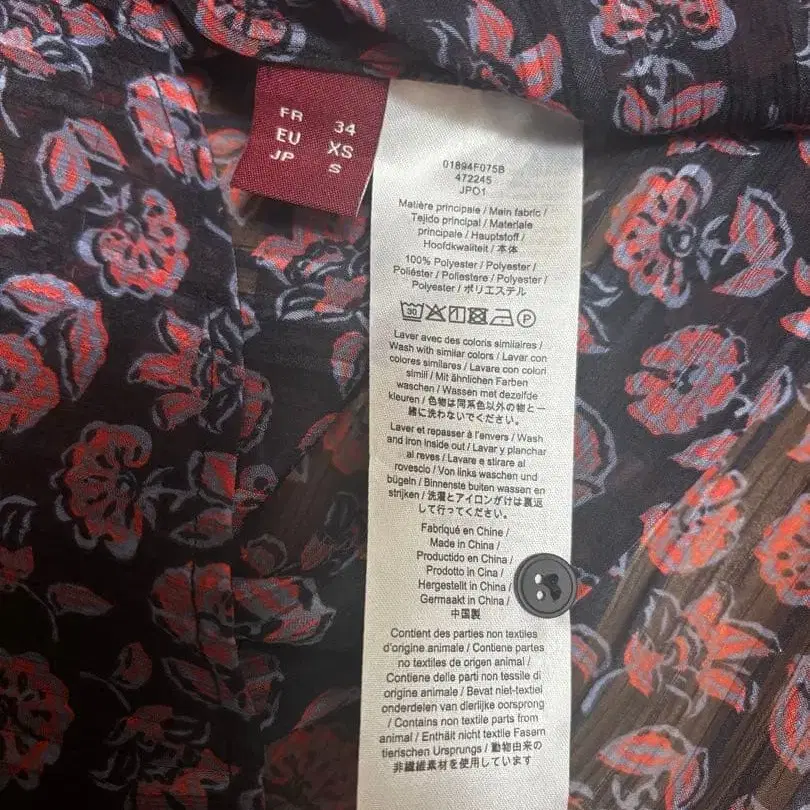 FR 34
EU XS
JP S
01894F075B
472245
JPO1
Matière principale / Main fabric /
Tejido principal / Materiale
principale / Hauptstoff /
Hoofdkwaliteit / 本体
100% Polyester / Polyester /
Poliéster / Poliestere / Polyester /
Polyester / ポリエステル
30
P
Laver avec des coloris similaires /
Wash with similar colors / Lavar con
colores similares / Lavare con colori
simili / Mit ähnlichen Farben
waschen / Wassen met dezelfde
kleuren / 色物は同系色以外の物と一
緒に洗わないでください。
Laver et repasser à l'envers / Wash
and iron inside out / Lavar y planchar
al reves / Lavare e stirare al
rovescio / Von links waschen und
bügeln / Binnenste buiten wassen en
strijken / 洗濯とアイロンがけは裏返
して行ってください。
Fabriqué en Chine /
Made in China /
Producido en China /
Prodotto in Cina /
Hergestellt in China /
Germaakt in China /
中国製
Contient des parties non textiles
d'origine animale / Contiene partes
no textiles de origen animal /
Contiene delle parti non tessile di
origine animale / Bevat niet-textiel
onderdelen van dierlijke oorsprong
/ Contains non textile parts from
animal / Enthält nicht textile Fasern
tierischen Ursprungs / 動物由来の
非繊維素材を使用しています